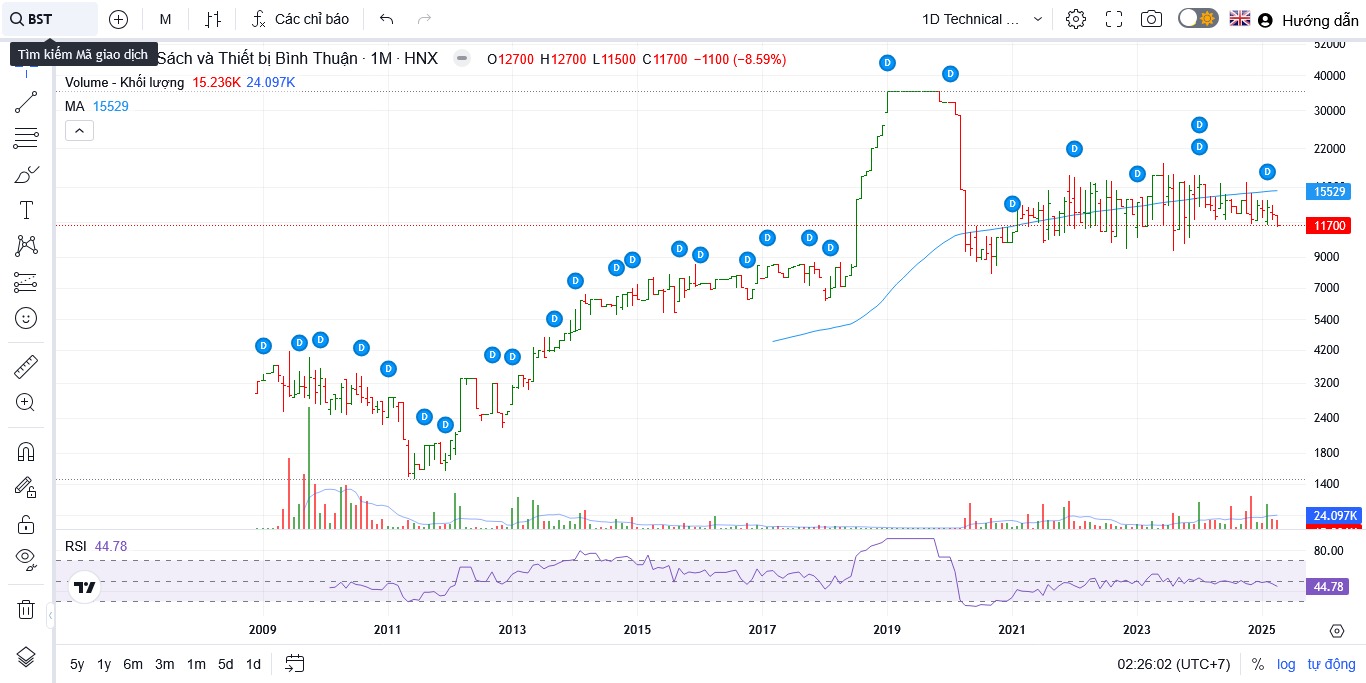 BST M Các chỉ báo 1D Technical ... Hướng dẫn
Tìm kiếm Mã giao dịch
Sách và Thiết bị Bình Thuận · 1M · HNX O12700 H12700 L11500 C11700 −1100 (−8.59%)
Volume - Khối lượng 15.236K 24.097K
MA 15529
52000
40000
30000
22000
15529
11700
9000
7000
5400
4200
3200
2400
1800
1400
24.097K
D D D D D D D D D D D D D D D D D D D D D D D D D D D D D
RSI 44.78
80.00
44.78
2009 2011 2013 2015 2017 2019 2021 2023 2025
5y 1y 6m 3m 1m 5d 1d 02:26:02 (UTC+7) % log tự động